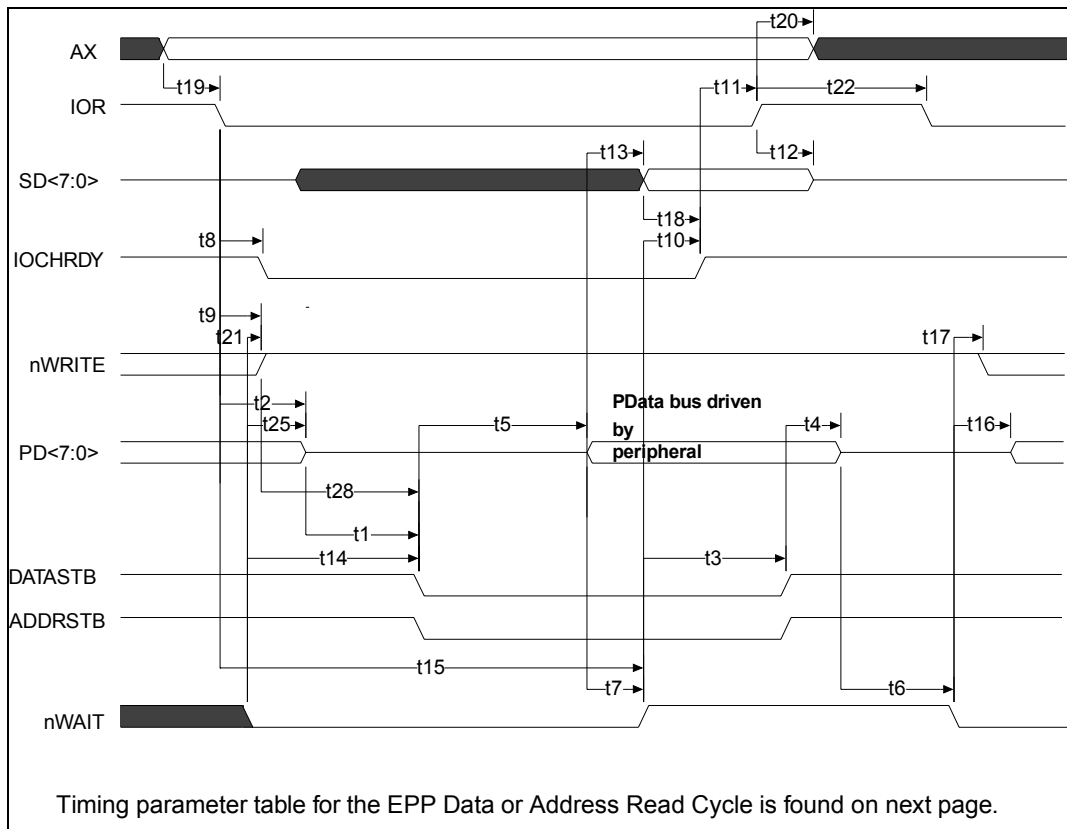 t20
AX
t19
t11
t22
IOR
t13
t12
SD<7:0>
t18
t8
t10
IOCHRDY
t9
t21
t17
nWRITE
t2
PData bus driven
by
peripheral
t25
t5
t4
t16
PD<7:0>
t28
t1
t14
t3
DATASTB
ADDRSTB
t15
t7
t6
nWAIT
Timing parameter table for the EPP Data or Address Read Cycle is found on next page.